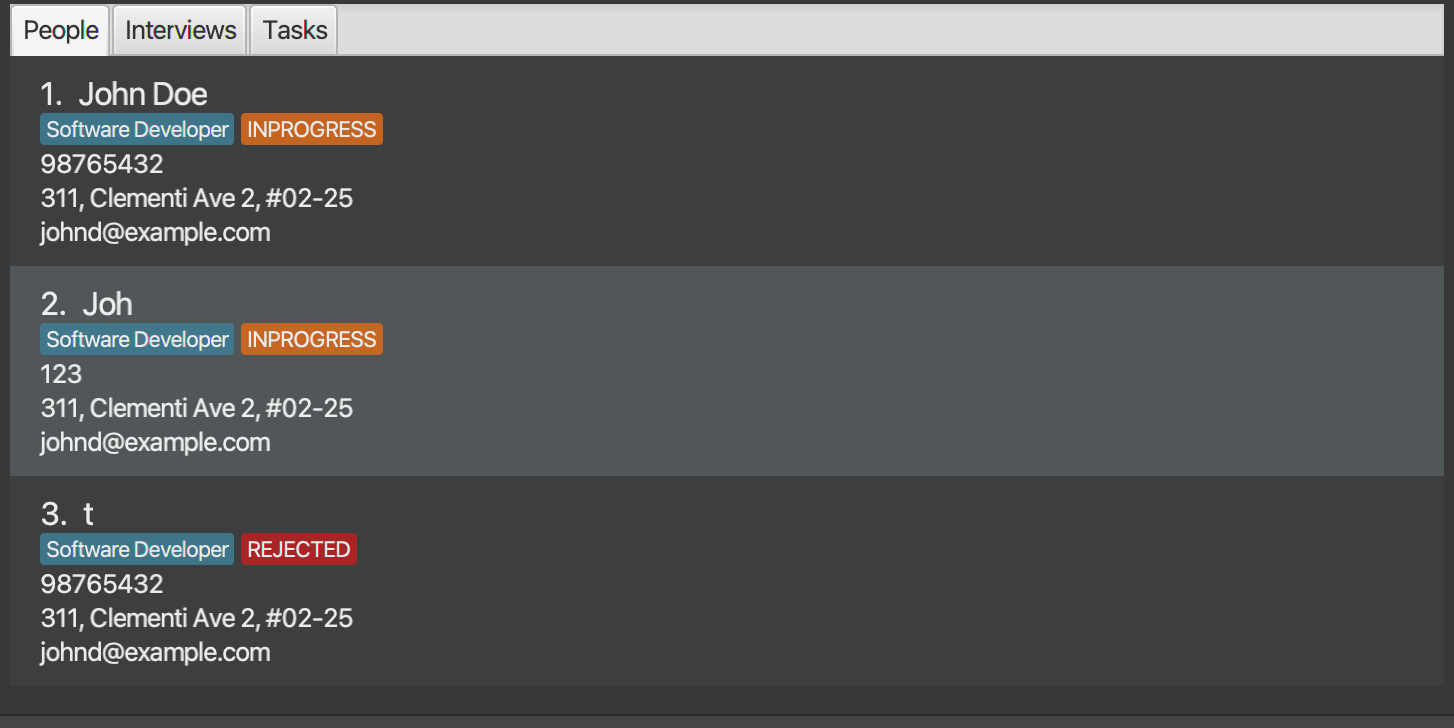 People Interviews Tasks
1. John Doe
Software Developer INPROGRESS
98765432
311, Clementi Ave 2, #02-25
johnd@example.com
2. Joh
Software Developer INPROGRESS
123
311, Clementi Ave 2, #02-25
johnd@example.com
3. t
Software Developer REJECTED
98765432
311, Clementi Ave 2, #02-25
johnd@example.com